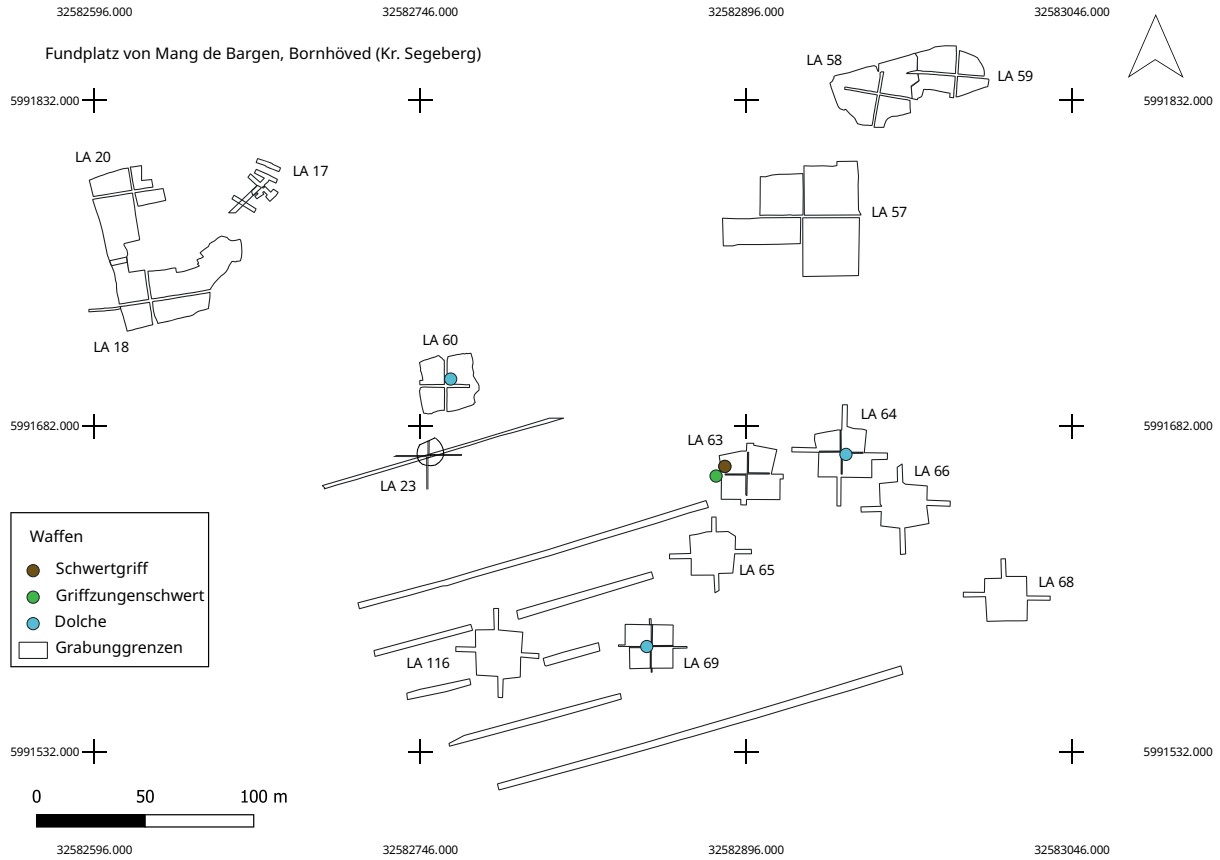 32582596.000 32582746.000 32582896.000 32583046.000
Fundplatz von Mang de Bargen, Bornhöved (Kr. Segeberg)
LA 58
LA 59
5991832.000 5991832.000
LA 20
LA 17
LA 57
LA 18
LA 60
LA 64
5991682.000 5991682.000
LA 63
LA 66
LA 23
Waffen
Schwertgriff
LA 65
LA 68
Griffzungenschwert
Dolche
Grabunggrenzen
LA 116
LA 69
5991532.000 5991532.000
0 50 100 m
32582596.000 32582746.000 32582896.000 32583046.000